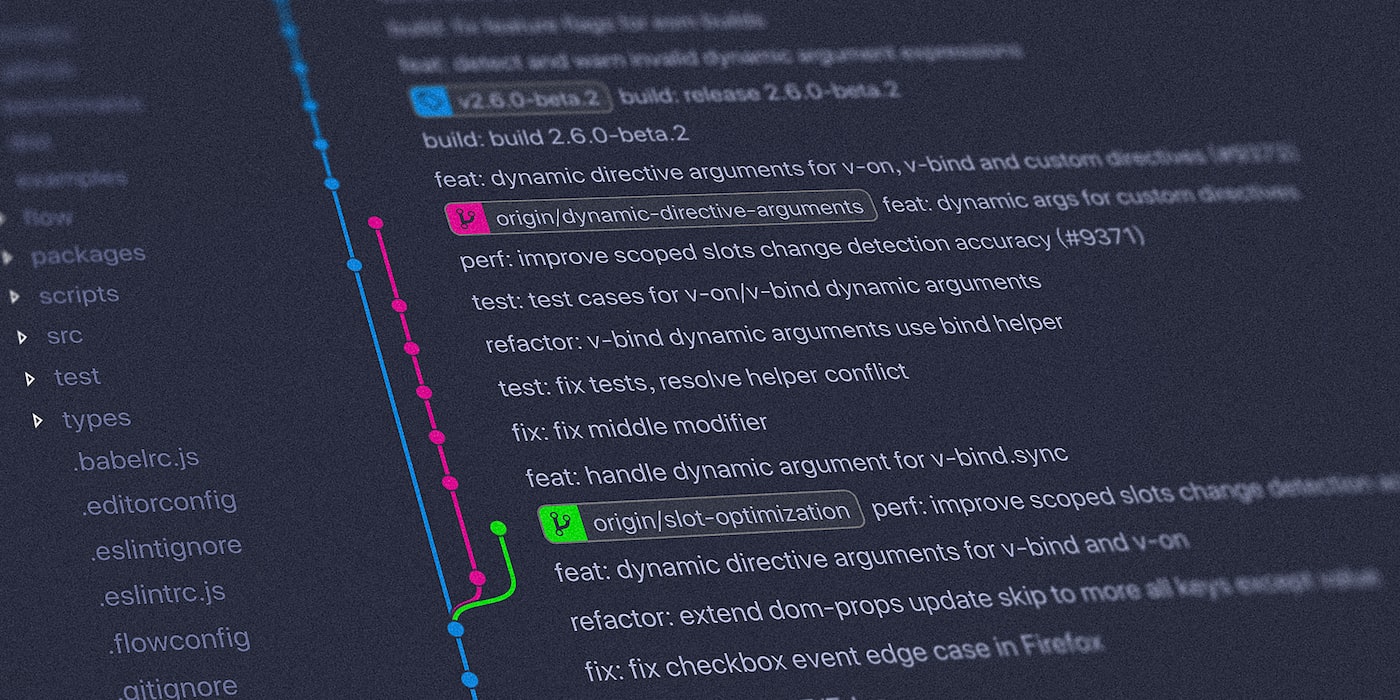 build: fix feature flags for esm builds
feat: detect and warn invalid dynamic argument expressions
v2.6.0-beta.2 build: release 2.6.0-beta.2
build: build 2.6.0-beta.2
feat: dynamic directive arguments for v-on, v-bind and custom directives (#9373)
origin/dynamic-directive-arguments feat: dynamic args for custom directives
perf: improve scoped slots change detection accuracy (#9371)
test: test cases for v-on/v-bind dynamic arguments
refactor: v-bind dynamic arguments use bind helper
test: fix tests, resolve helper conflict
fix: fix middle modifier
feat: handle dynamic argument for v-bind.sync
origin/slot-optimization perf: improve scoped slots change detection
feat: dynamic directive arguments for v-bind and v-on
refactor: extend dom-props update skip to more all keys except value
fix: fix checkbox event edge case in Firefox
examples
flow
packages
scripts
src
test
types
.babelrc.js
.editorconfig
.eslintignore
.eslintrc.js
.flowconfig
.gitignore